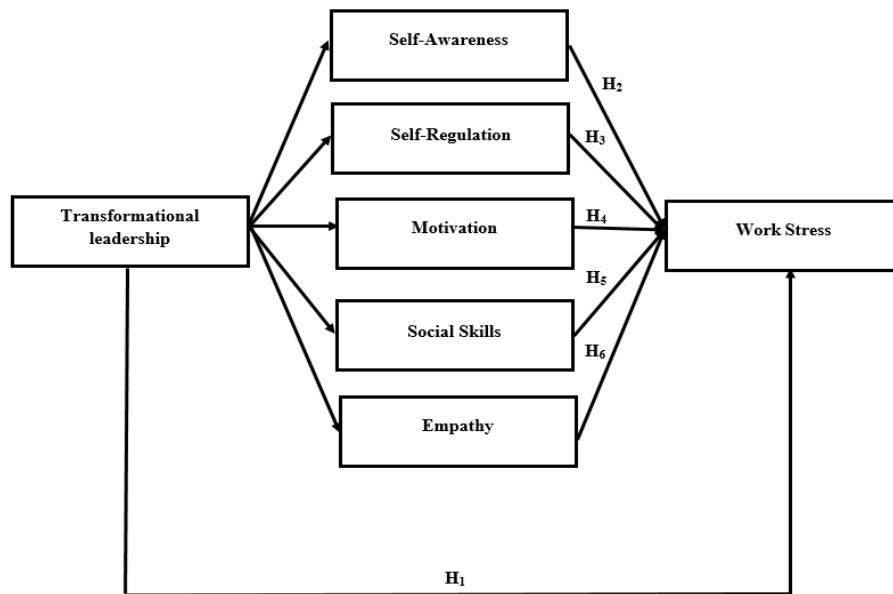 Self-Awareness
H₂
Self-Regulation
H₃
Transformational
leadership
Motivation
H₄
Work Stress
H₅
Social Skills
H₆
Empathy
H₁